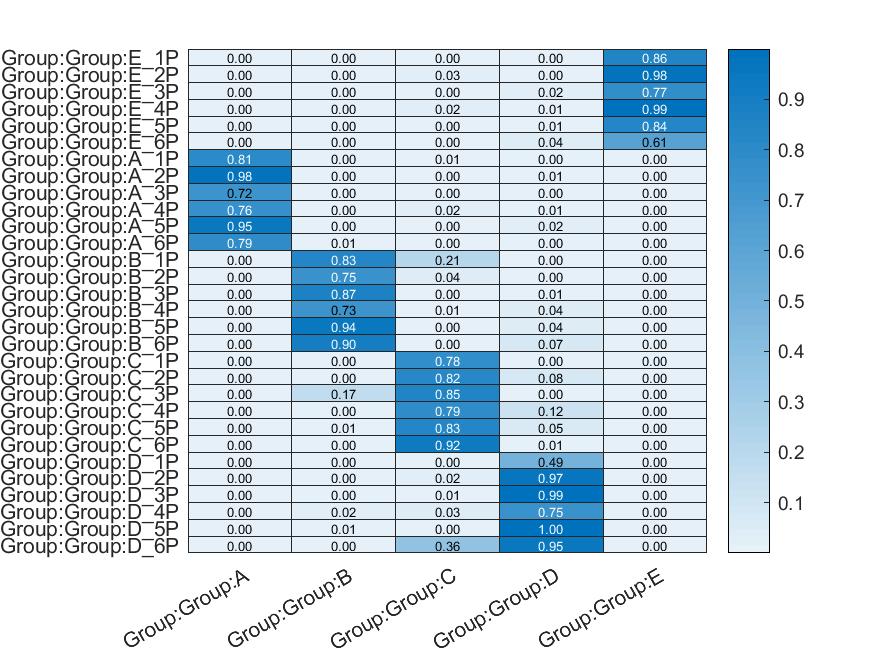 Group:Group:E_1P 0.00 0.00 0.00 0.00 0.86
Group:Group:E_2P 0.00 0.00 0.03 0.00 0.98
Group:Group:E_3P 0.00 0.00 0.00 0.02 0.77
Group:Group:E_4P 0.00 0.00 0.02 0.01 0.99
Group:Group:E_5P 0.00 0.00 0.00 0.01 0.84
Group:Group:E_6P 0.00 0.00 0.00 0.04 0.61
Group:Group:A_1P 0.81 0.00 0.01 0.00 0.00
Group:Group:A_2P 0.98 0.00 0.00 0.01 0.00
Group:Group:A_3P 0.72 0.00 0.00 0.00 0.00
Group:Group:A_4P 0.76 0.00 0.02 0.01 0.00
Group:Group:A_5P 0.95 0.00 0.00 0.02 0.00
Group:Group:A_6P 0.79 0.01 0.00 0.00 0.00
Group:Group:B_1P 0.00 0.83 0.21 0.00 0.00
Group:Group:B_2P 0.00 0.75 0.04 0.00 0.00
Group:Group:B_3P 0.00 0.87 0.00 0.01 0.00
Group:Group:B_4P 0.00 0.73 0.01 0.04 0.00
Group:Group:B_5P 0.00 0.94 0.00 0.04 0.00
Group:Group:B_6P 0.00 0.90 0.00 0.07 0.00
Group:Group:C_1P 0.00 0.00 0.78 0.00 0.00
Group:Group:C_2P 0.00 0.00 0.82 0.08 0.00
Group:Group:C_3P 0.00 0.17 0.85 0.00 0.00
Group:Group:C_4P 0.00 0.00 0.79 0.12 0.00
Group:Group:C_5P 0.00 0.01 0.83 0.05 0.00
Group:Group:C_6P 0.00 0.00 0.92 0.01 0.00
Group:Group:D_1P 0.00 0.00 0.00 0.49 0.00
Group:Group:D_2P 0.00 0.00 0.02 0.97 0.00
Group:Group:D_3P 0.00 0.00 0.01 0.99 0.00
Group:Group:D_4P 0.00 0.02 0.03 0.75 0.00
Group:Group:D_5P 0.00 0.01 0.00 1.00 0.00
Group:Group:D_6P 0.00 0.00 0.36 0.95 0.00
Group:Group:A Group:Group:B Group:Group:C Group:Group:D Group:Group:E
0.9
0.8
0.7
0.6
0.5
0.4
0.3
0.2
0.1